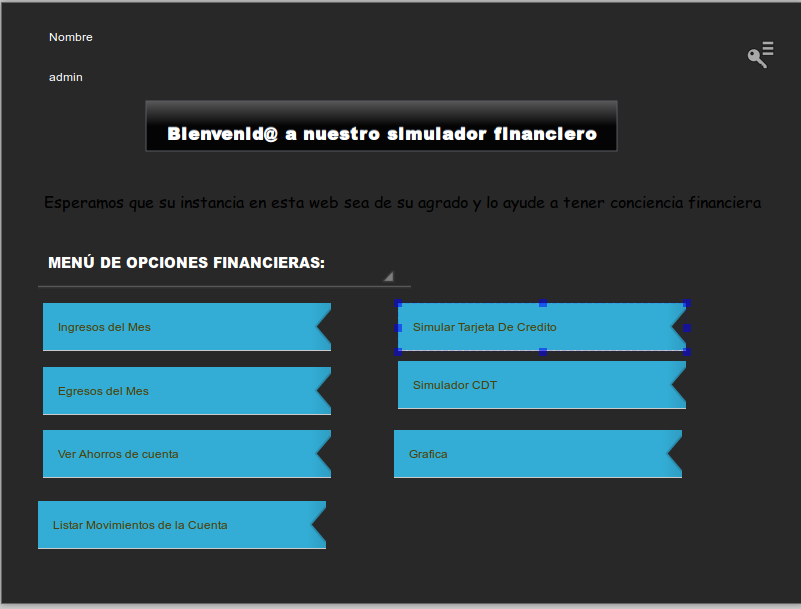 Nombre
admin
Bienvenid@ a nuestro simulador financiero
Esperamos que su instancia en esta web sea de su agrado y lo ayude a tener conciencia financiera
MENÚ DE OPCIONES FINANCIERAS:
Ingresos del Mes
Simular Tarjeta De Credito
Egresos del Mes
Simulador CDT
Ver Ahorros de cuenta
Grafica
Listar Movimientos de la Cuenta